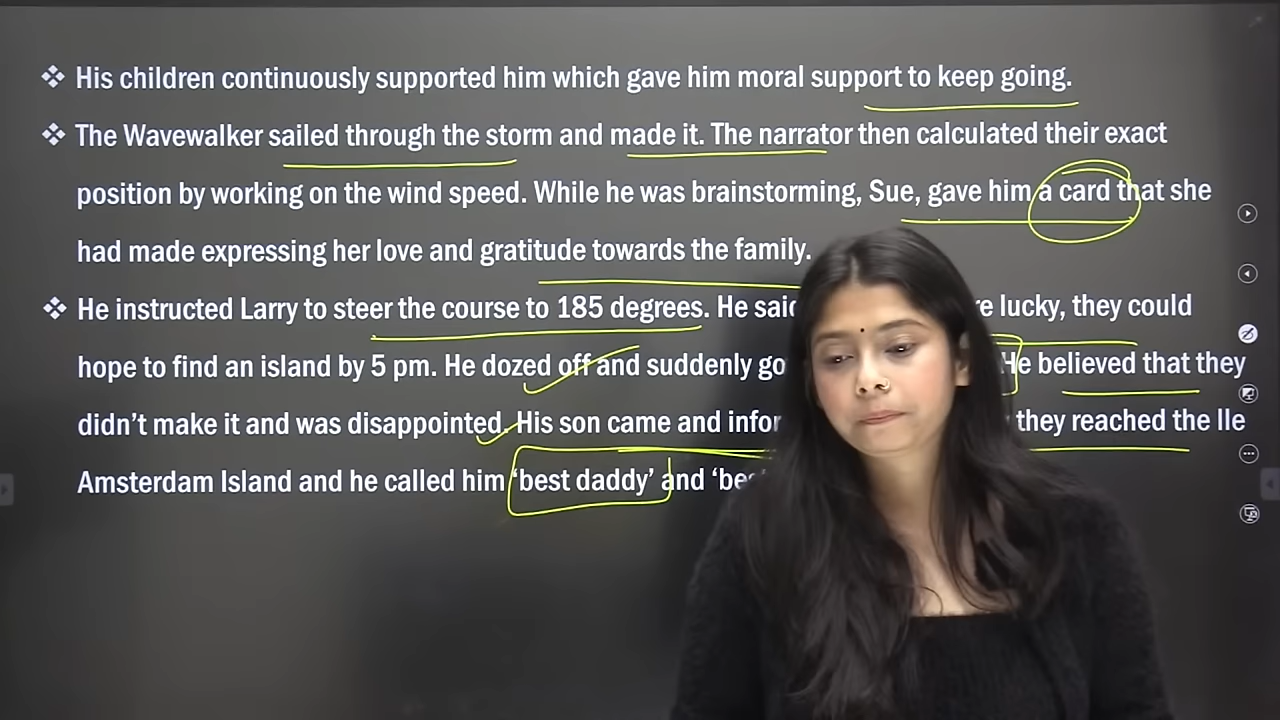 ❖ His children continuously supported him which gave him moral support to keep going.
❖ The Wavewalker sailed through the storm and made it. The narrator then calculated their exact
position by working on the wind speed. While he was brainstorming, Sue, gave him a card that she
had made expressing her love and gratitude towards the family.
❖ He instructed Larry to steer the course to 185 degrees. He lucky, they could
hope to find an island by 5 pm. He dozed off and suddenly He believed that they
didn't make it and was disappointed. His son came and they reached the Ile
Amsterdam Island and he called him 'best daddy' and